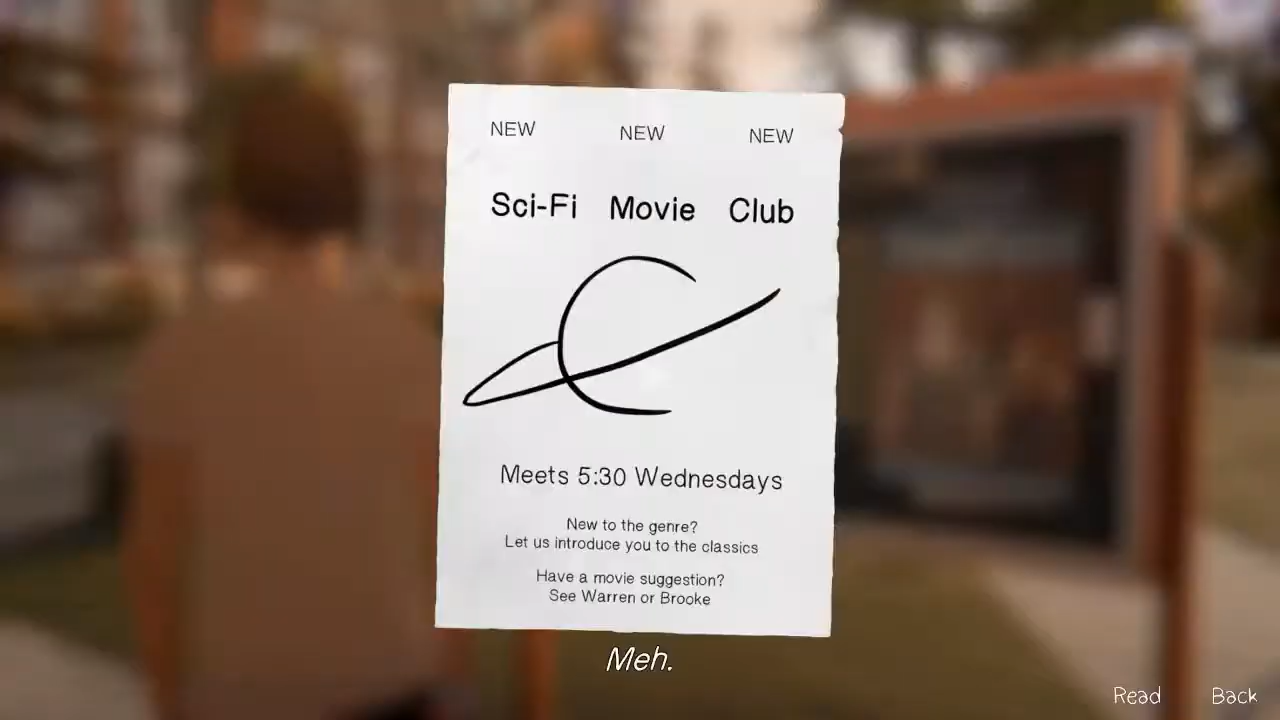 NEW NEW NEW
Sci-Fi Movie Club
Meets 5:30 Wednesdays
New to the genre?
Let us introduce you to the classics
Have a movie suggestion?
See Warren or Brooke
Meh.
Read Back